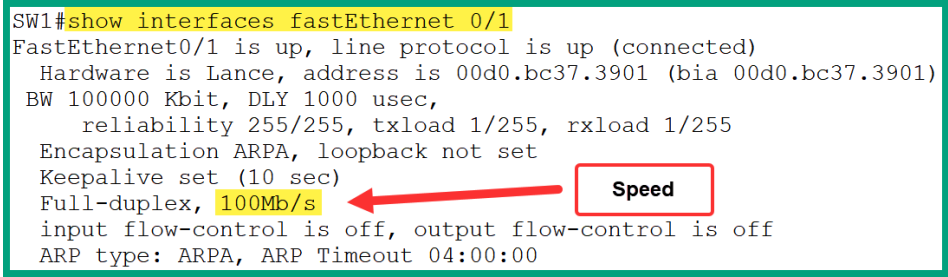 SW1#show interfaces fastEthernet 0/1
FastEthernet0/1 is up, line protocol is up (connected)
Hardware is Lance, address is 00d0.bc37.3901 (bia 00d0.bc37.3901)
BW 100000 Kbit, DLY 1000 usec,
reliability 255/255, txload 1/255, rxload 1/255
Encapsulation ARPA, loopback not set
Keepalive set (10 sec)
Full-duplex, 100Mb/s
Speed
input flow-control is off, output flow-control is off
ARP type: ARPA, ARP Timeout 04:00:00